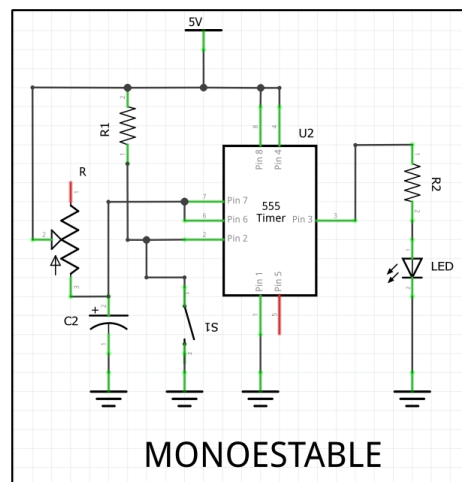 5V
R1
U2
R
Pin 8
Pin 4
R2
Pin 7
Pin 6
Pin 2
555
Timer
Pin 3
Pin 1
Pin 5
LED
C2
S1
MONOESTABLE